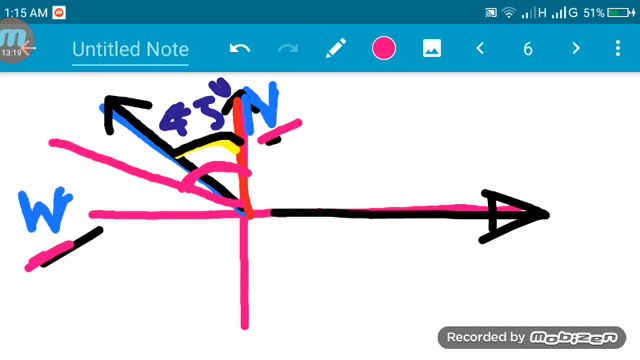 1:15 AM H G 51%
13:19
Untitled Note 6
45° N
W
Recorded by mobizen